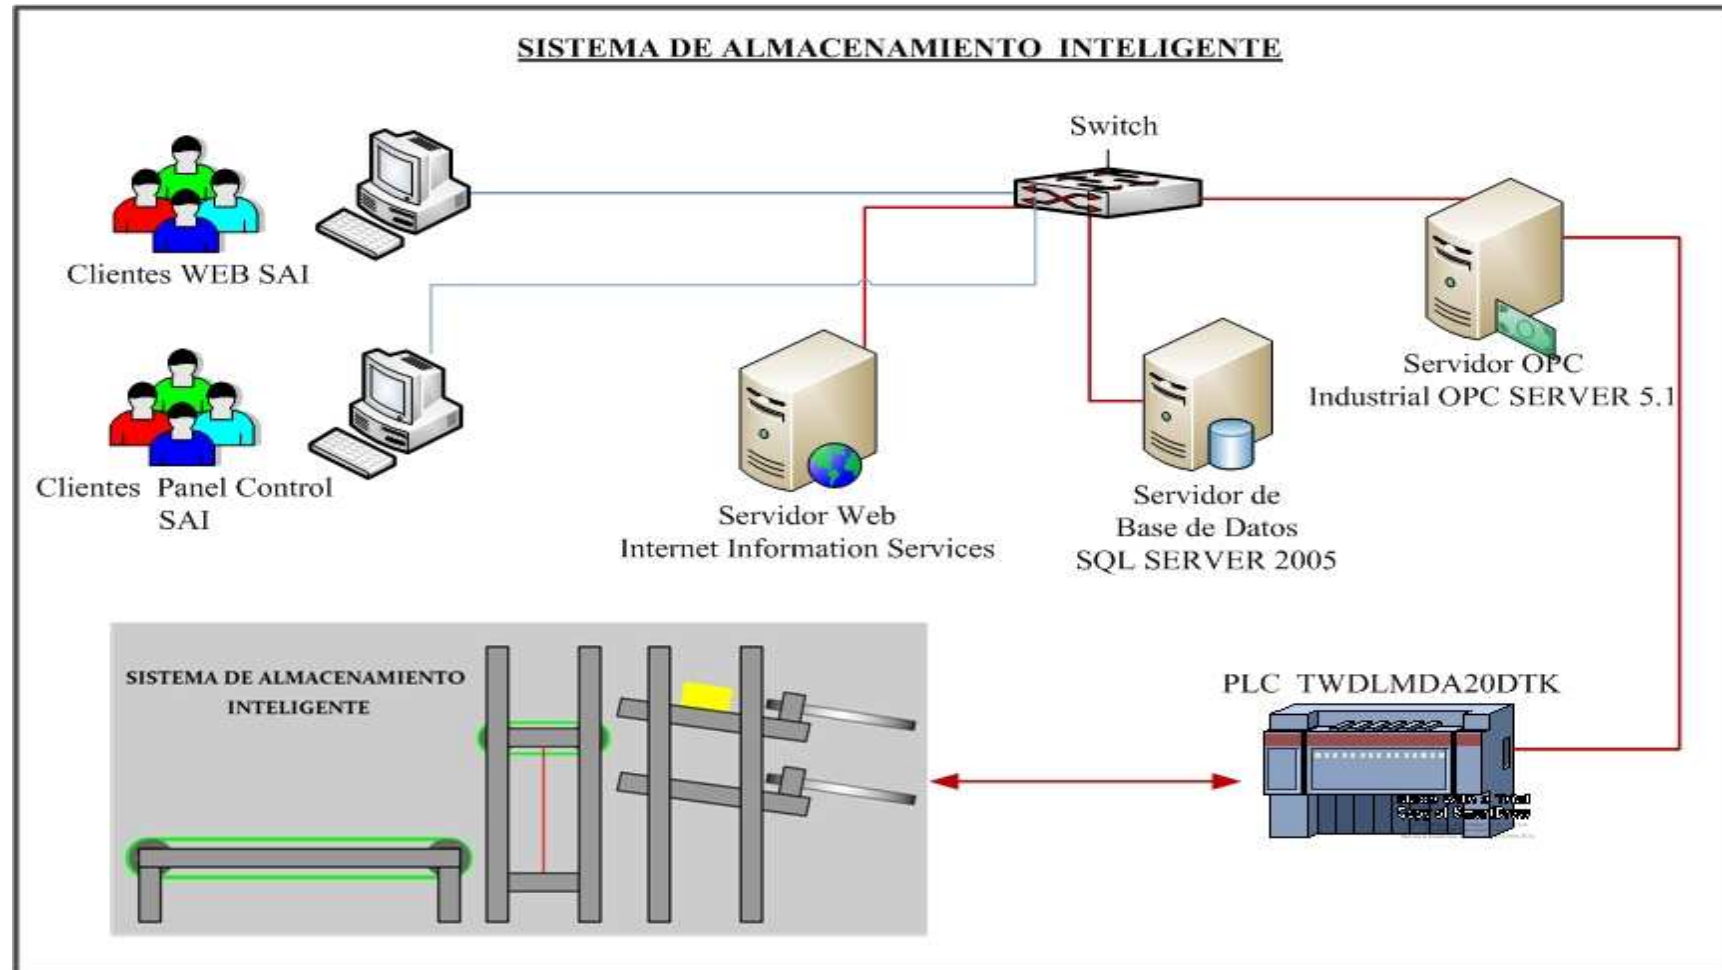 SISTEMA DE ALMACENAMIENTO INTELIGENTE
Switch
Clientes WEB SAI
Servidor OPC
Industrial OPC SERVER 5.1
Clientes Panel Control
SAI
Servidor Web
Internet Information Services
Servidor de
Base de Datos
SQL SERVER 2005
SISTEMA DE ALMACENAMIENTO
INTELIGENTE
PLC TWDLMDA20DTK